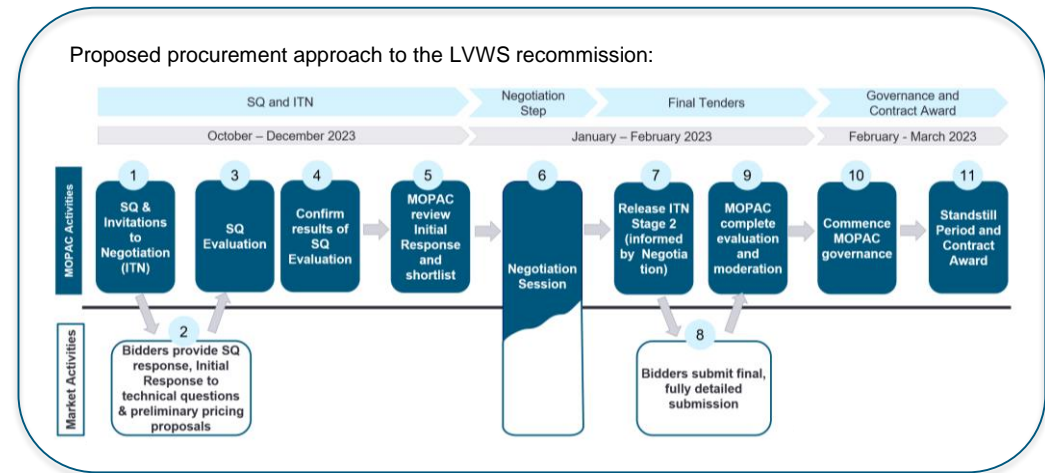 Proposed procurement approach to the LVWS recommission:
SQ and ITN
Negotiation
Step
Final Tenders
Governance and
Contract Award
October – December 2023
January – February 2023
February - March 2023
MOPAC Activities
1
SQ &
Invitations
to
Negotiation
(ITN)
3
SQ
Evaluation
4
Confirm
results of
SQ
Evaluation
5
MOPAC
review
Initial
Response
and
shortlist
6
Negotiation
Session
7
Release ITN
Stage 2
(informed
by Negotia
tion)
9
MOPAC
complete
evaluation
and
moderation
10
Commence
MOPAC
governance
11
Standstill
Period and
Contract
Award
Market Activities
2
Bidders provide SQ
response, Initial
Response to
technical questions
& preliminary pricing
proposals
8
Bidders submit final,
fully detailed
submission